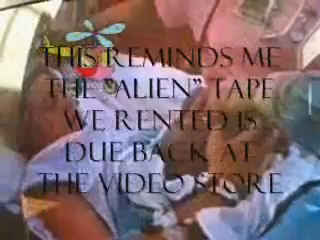 THIS REMINDS ME
THE "ALIEN" TAPE
WE RENTED IS
DUE BACK AT
THE VIDEO STORE